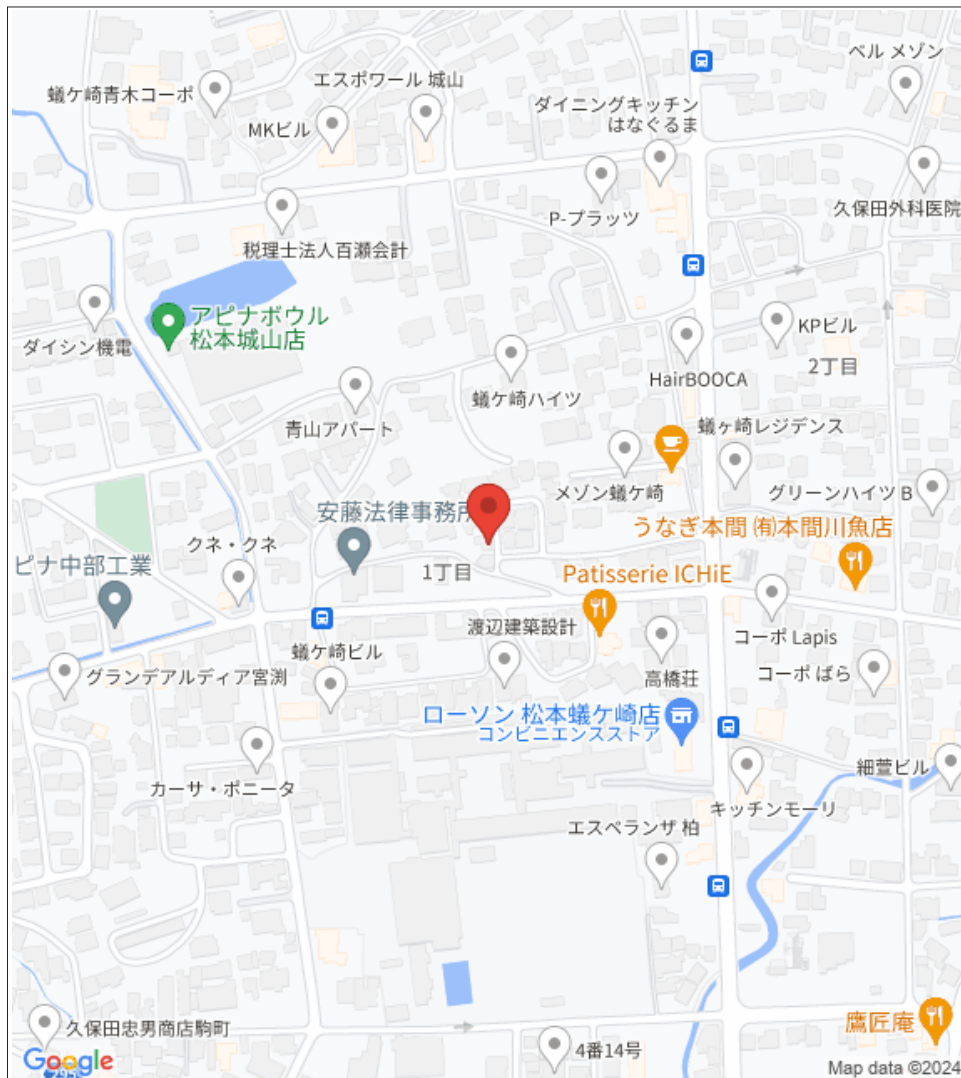 ベル メゾン
エスポワール 城山
蟻ケ崎青木コーポ
ダイニングキッチン
はなぐるま
MKビル
久保田外科医院
P-プラッツ
税理士法人百瀬会計
アピナボウル
松本城山店
KPビル
ダイシン機電
2丁目
HairBOOCA
蟻ケ崎ハイツ
青山アパート
蟻ヶ崎レジデンス
メゾン蟻ケ崎
グリーンハイツ B
安藤法律事務所
うなぎ本間 ㈲本間川魚店
クネ・クネ
ピナ中部工業
1丁目
Patisserie ICHiE
渡辺建築設計
コーポ Lapis
蟻ケ崎ビル
グランデアルディア宮渕
高橋荘
コーポ ばら
ローソン 松本蟻ケ崎店
コンビニエンスストア
細萱ビル
カーサ・ボニータ
キッチンモーリ
エスペランザ 柏
鷹匠庵
久保田忠男商店駒町
4番14号
Google
Map data ©2024